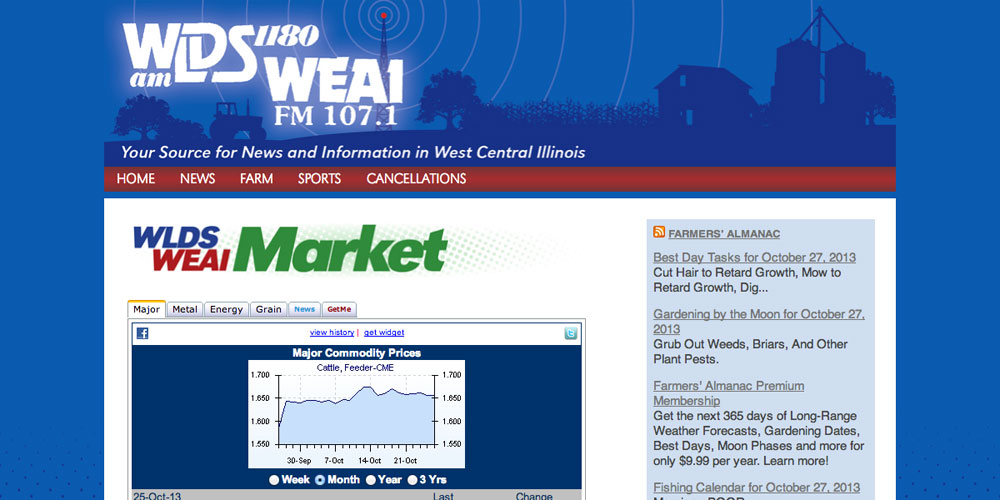 WLDS 1180
am
WEAI
FM 107.1
Your Source for News and Information in West Central Illinois
HOME NEWS FARM SPORTS CANCELLATIONS
WLDS
WEAI
Market
Major Metal Energy Grain News GetMe
view history | get widget
Major Commodity Prices
Cattle, Feeder-CME
1.700 1.700
1.650 1.650
1.600 1.600
1.550 1.550
30-Sep 7-Oct 14-Oct 21-Oct
Week Month Year 3 Yrs
25-Oct-13 Last Change
FARMERS' ALMANAC
Best Day Tasks for October 27, 2013
Cut Hair to Retard Growth, Mow to
Retard Growth, Dig...
Gardening by the Moon for October 27,
2013
Grub Out Weeds, Briars, And Other
Plant Pests.
Farmers' Almanac Premium
Membership
Get the next 365 days of Long-Range
Weather Forecasts, Gardening Dates,
Best Days, Moon Phases and more for
only $9.99 per year. Learn more!
Fishing Calendar for October 27, 2013